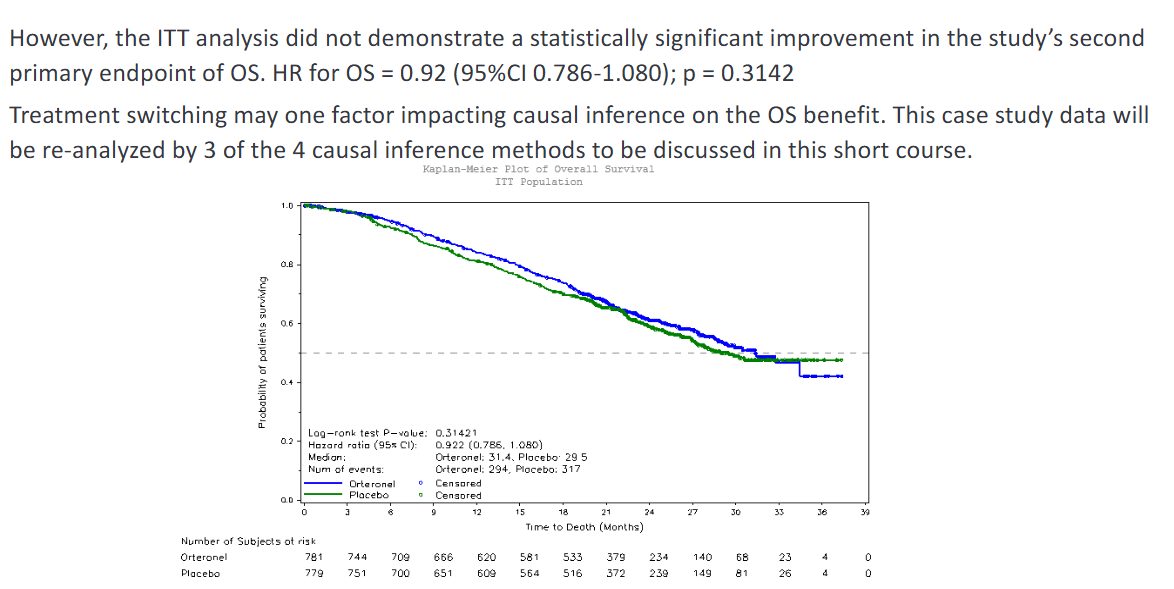 However, the ITT analysis did not demonstrate a statistically significant improvement in the study's second
primary endpoint of OS. HR for OS = 0.92 (95%CI 0.786-1.080); p = 0.3142
Treatment switching may one factor impacting causal inference on the OS benefit. This case study data will
be re-analyzed by 3 of the 4 causal inference methods to be discussed in this short course.
Kaplan-Meier Plot of Overall Survival
ITT Population
Probability of patients surviving
1.0
0.8
0.6
0.4
0.2
0.0
Log-rank test P-value: 0.31421
Hazard ratio (95% CI): 0.922 (0.786, 1.080)
Median: Orteronel: 31.4, Placebo: 29.5
Num of events: Orteronel: 294, Placebo: 317
Orteronel Censored
Placebo Censored
0 3 6 9 12 15 18 21 24 27 30 33 36 39
Time to Death (Months)
Number of Subjects at risk
Orteronel 781 744 709 666 620 581 533 379 234 140 68 23 4 0
Placebo 779 751 700 651 609 564 516 372 239 149 81 26 4 0